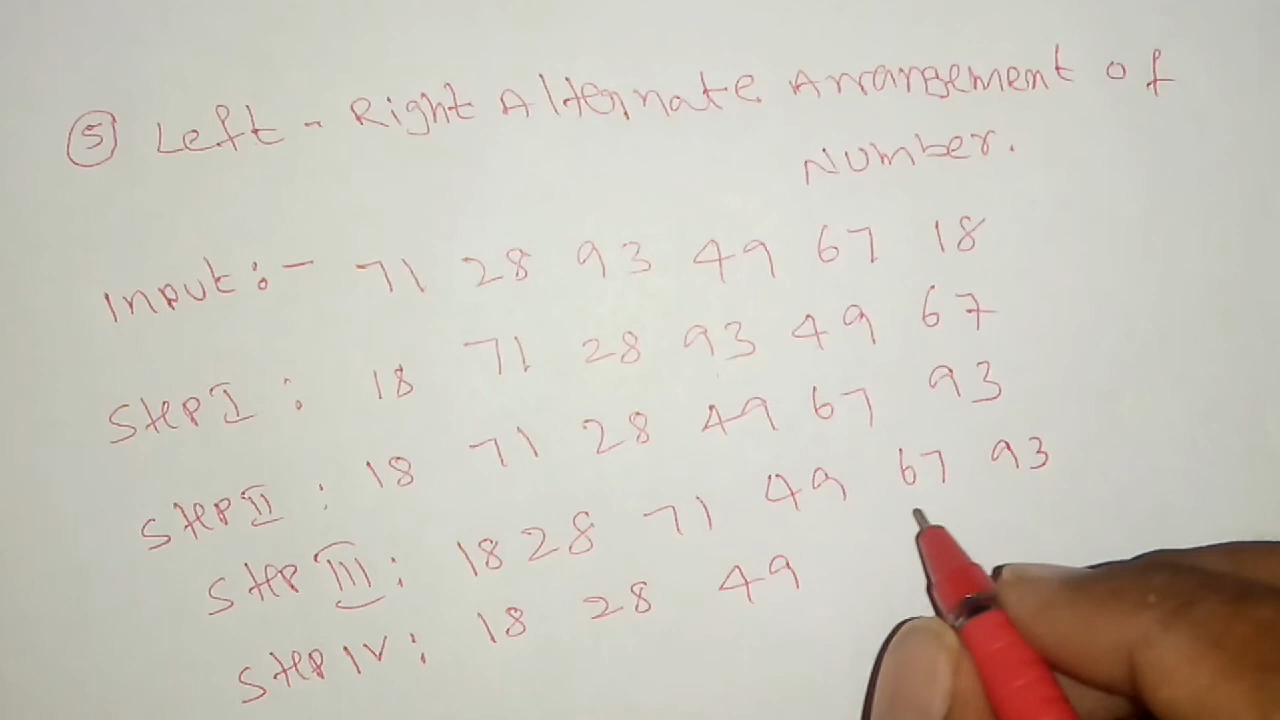 5 Left - Right Alternate Arrangement of
Number.
Input :- 71 28 93 49 67 18
Step I : 18 71 28 93 49 67
Step II : 18 71 28 49 67 93
Step III : 18 28 71 49 67 93
Step IV : 18 28 49